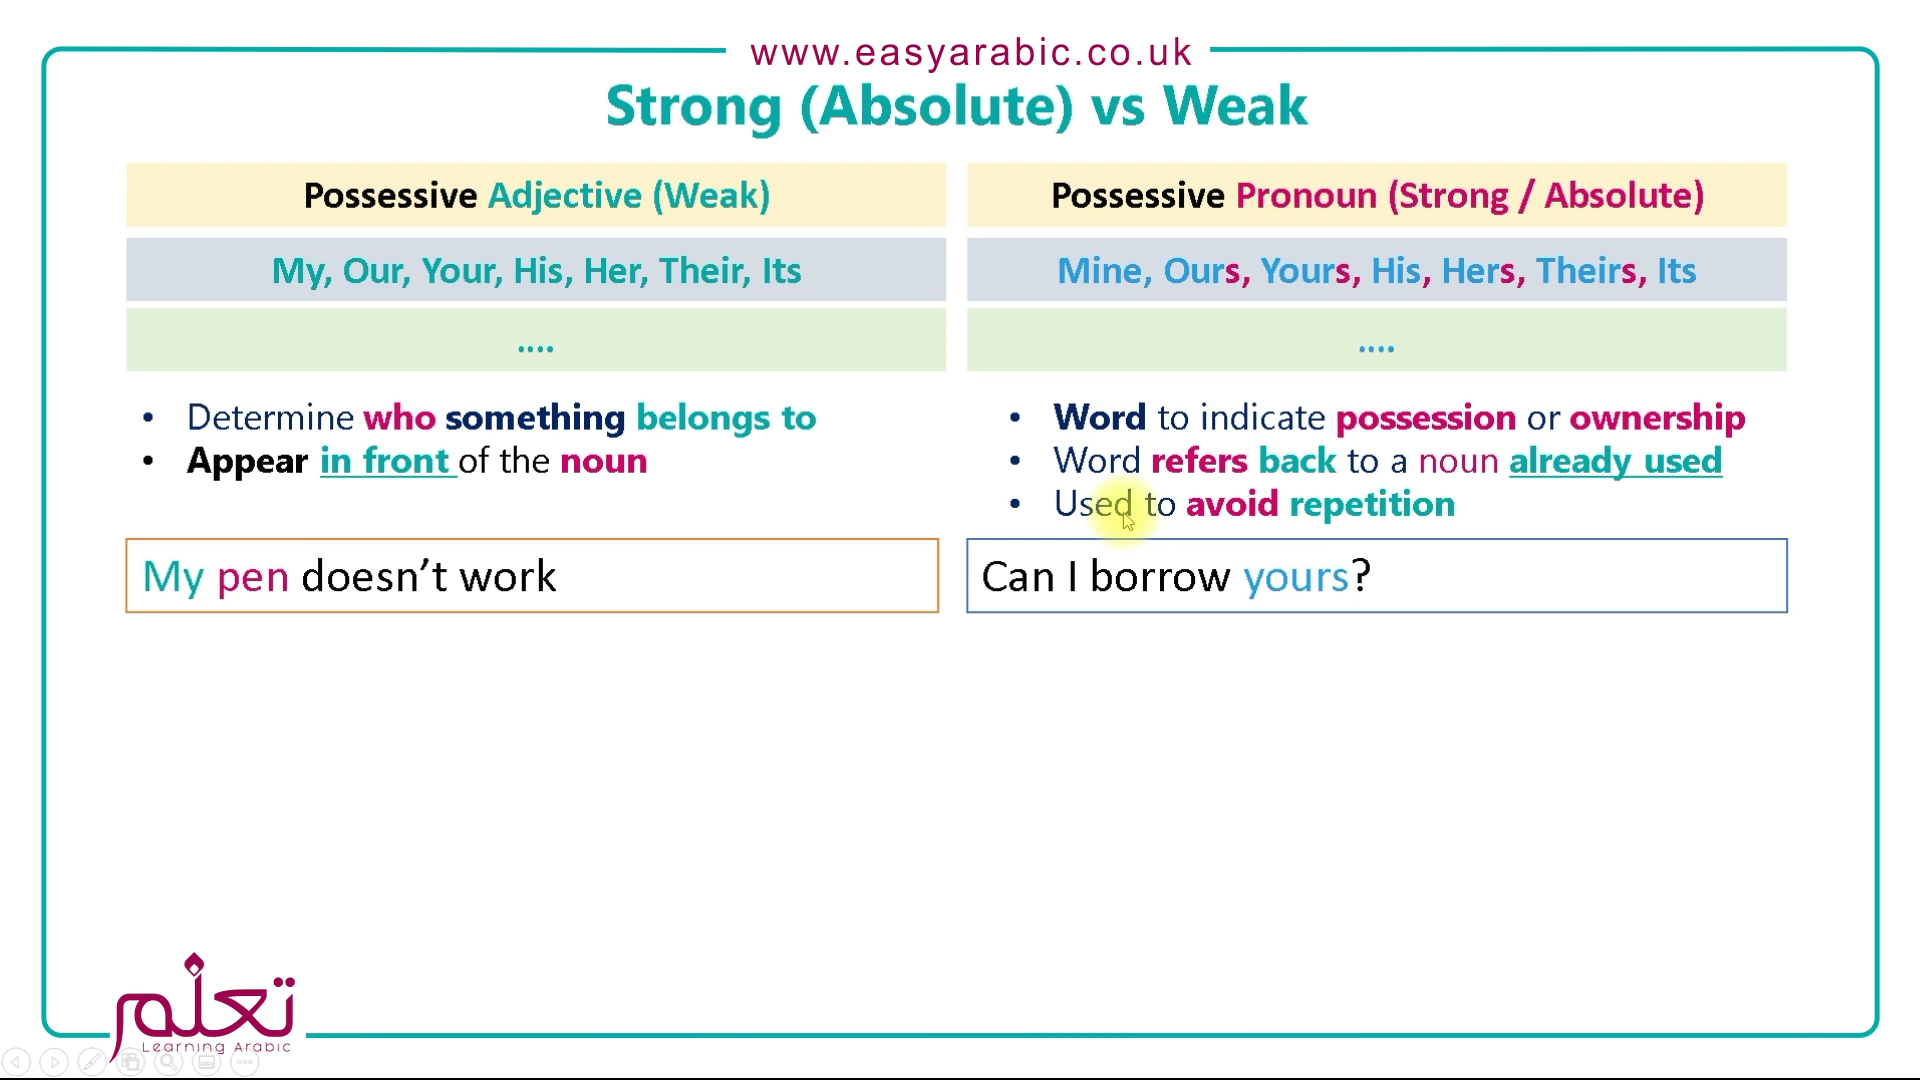 www.easyarabic.co.uk
Strong (Absolute) vs Weak
Possessive Adjective (Weak)
Possessive Pronoun (Strong / Absolute)
My, Our, Your, His, Her, Their, Its
Mine, Ours, Yours, His, Hers, Theirs, Its
....
....
• Determine who something belongs to
• Appear in front of the noun
• Word to indicate possession or ownership
• Word refers back to a noun already used
• Used to avoid repetition
My pen doesn’t work
Can I borrow yours?
تعلم
Learning Arabic